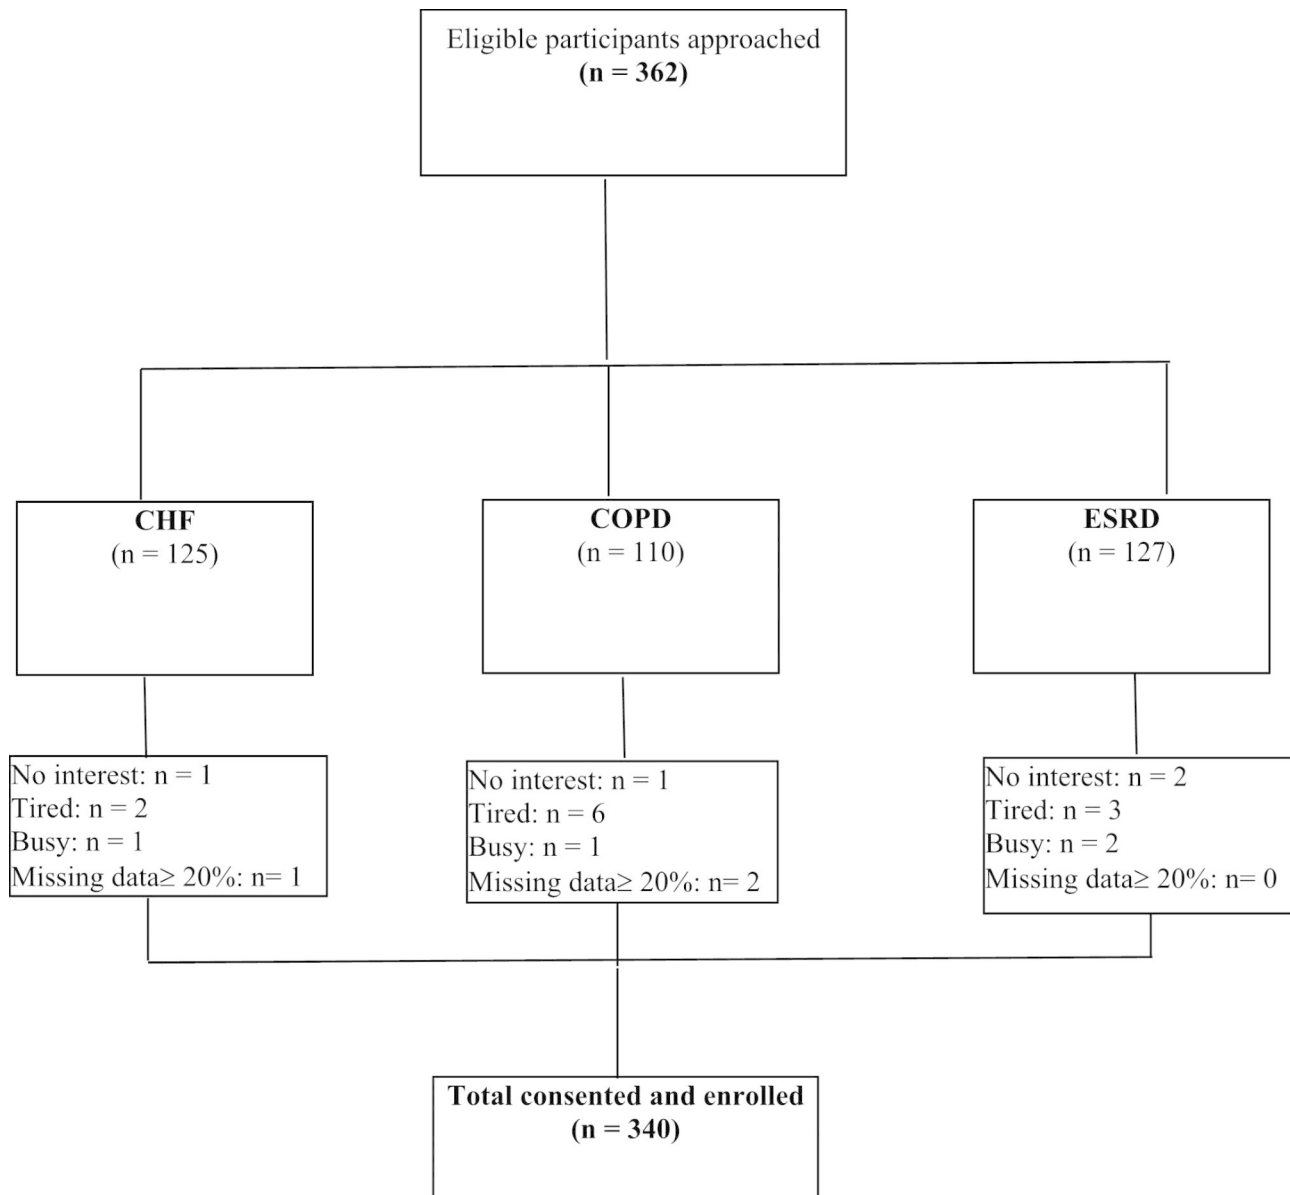 Eligible participants approached
(n = 362)
CHF
(n = 125)
COPD
(n = 110)
ESRD
(n = 127)
No interest: n = 1
Tired: n = 2
Busy: n = 1
Missing data≥ 20%: n= 1
No interest: n = 1
Tired: n = 6
Busy: n = 1
Missing data≥ 20%: n= 2
No interest: n = 2
Tired: n = 3
Busy: n = 2
Missing data≥ 20%: n= 0
Total consented and enrolled
(n = 340)